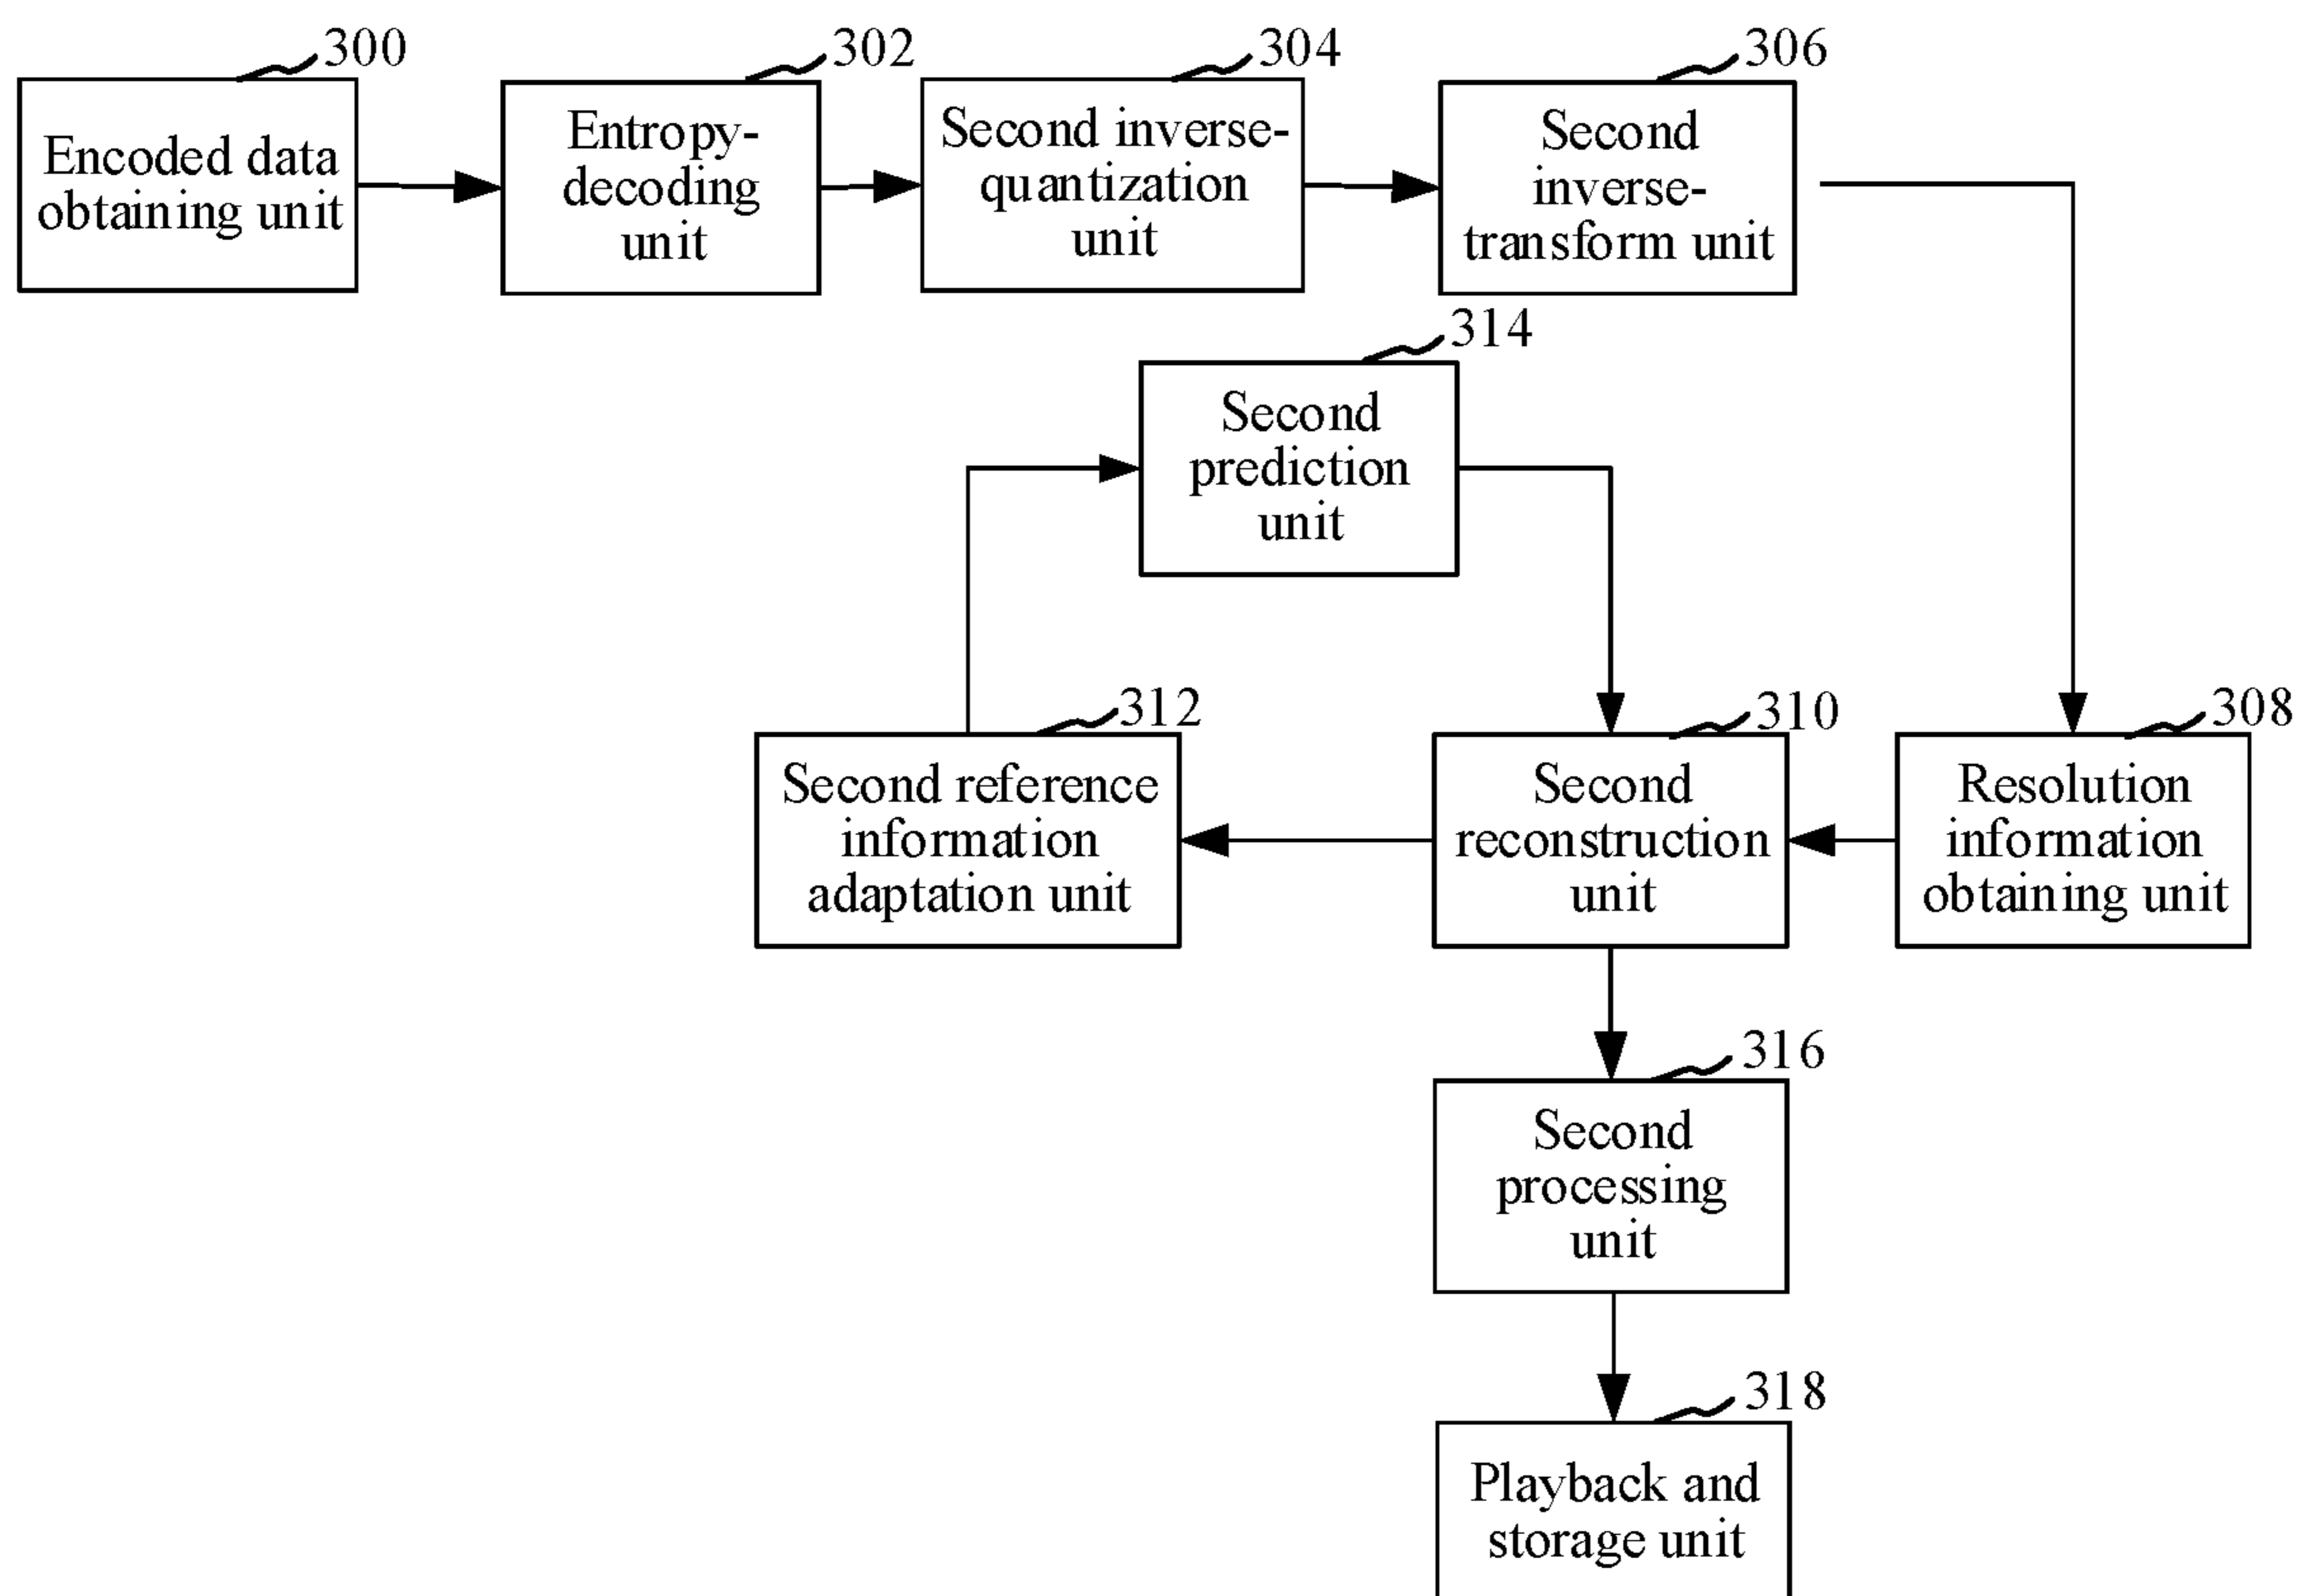 300
Encoded data
obtaining unit
302
Entropy-
decoding
unit
304
Second inverse-
quantization
unit
306
Second
inverse-
transform unit
314
Second
prediction
unit
312
Second reference
information
adaptation unit
310
Second
reconstruction
unit
308
Resolution
information
obtaining unit
316
Second
processing
unit
318
Playback and
storage unit